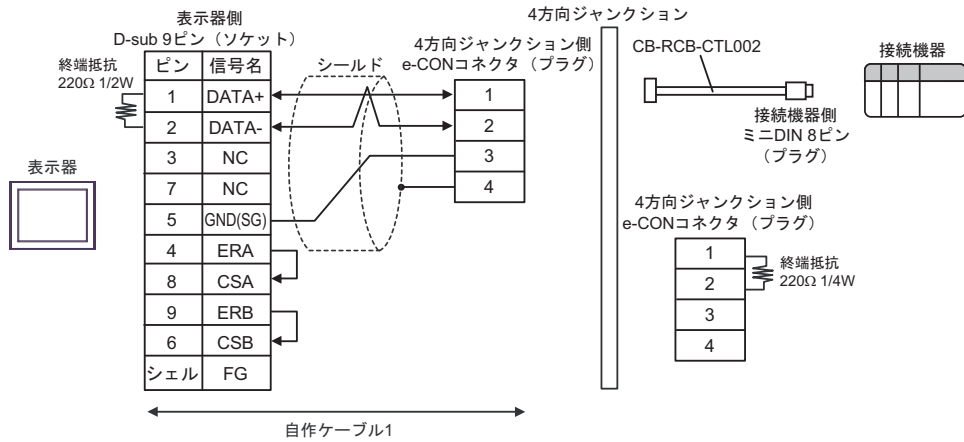 4方向ジャンクション
表示器側
D-sub 9ピン（ソケット）
4方向ジャンクション側
e-CONコネクタ（プラグ）
CB-RCB-CTL002
接続機器
終端抵抗
220Ω 1/2W
ピン 信号名
シールド
1 DATA+
1
2 DATA-
2
接続機器側
ミニDIN 8ピン
（プラグ）
3 NC
3
表示器
7 NC
4
5 GND(SG)
4方向ジャンクション側
e-CONコネクタ（プラグ）
4 ERA
1
終端抵抗
220Ω 1/4W
8 CSA
2
9 ERB
3
6 CSB
4
シェル FG
自作ケーブル1